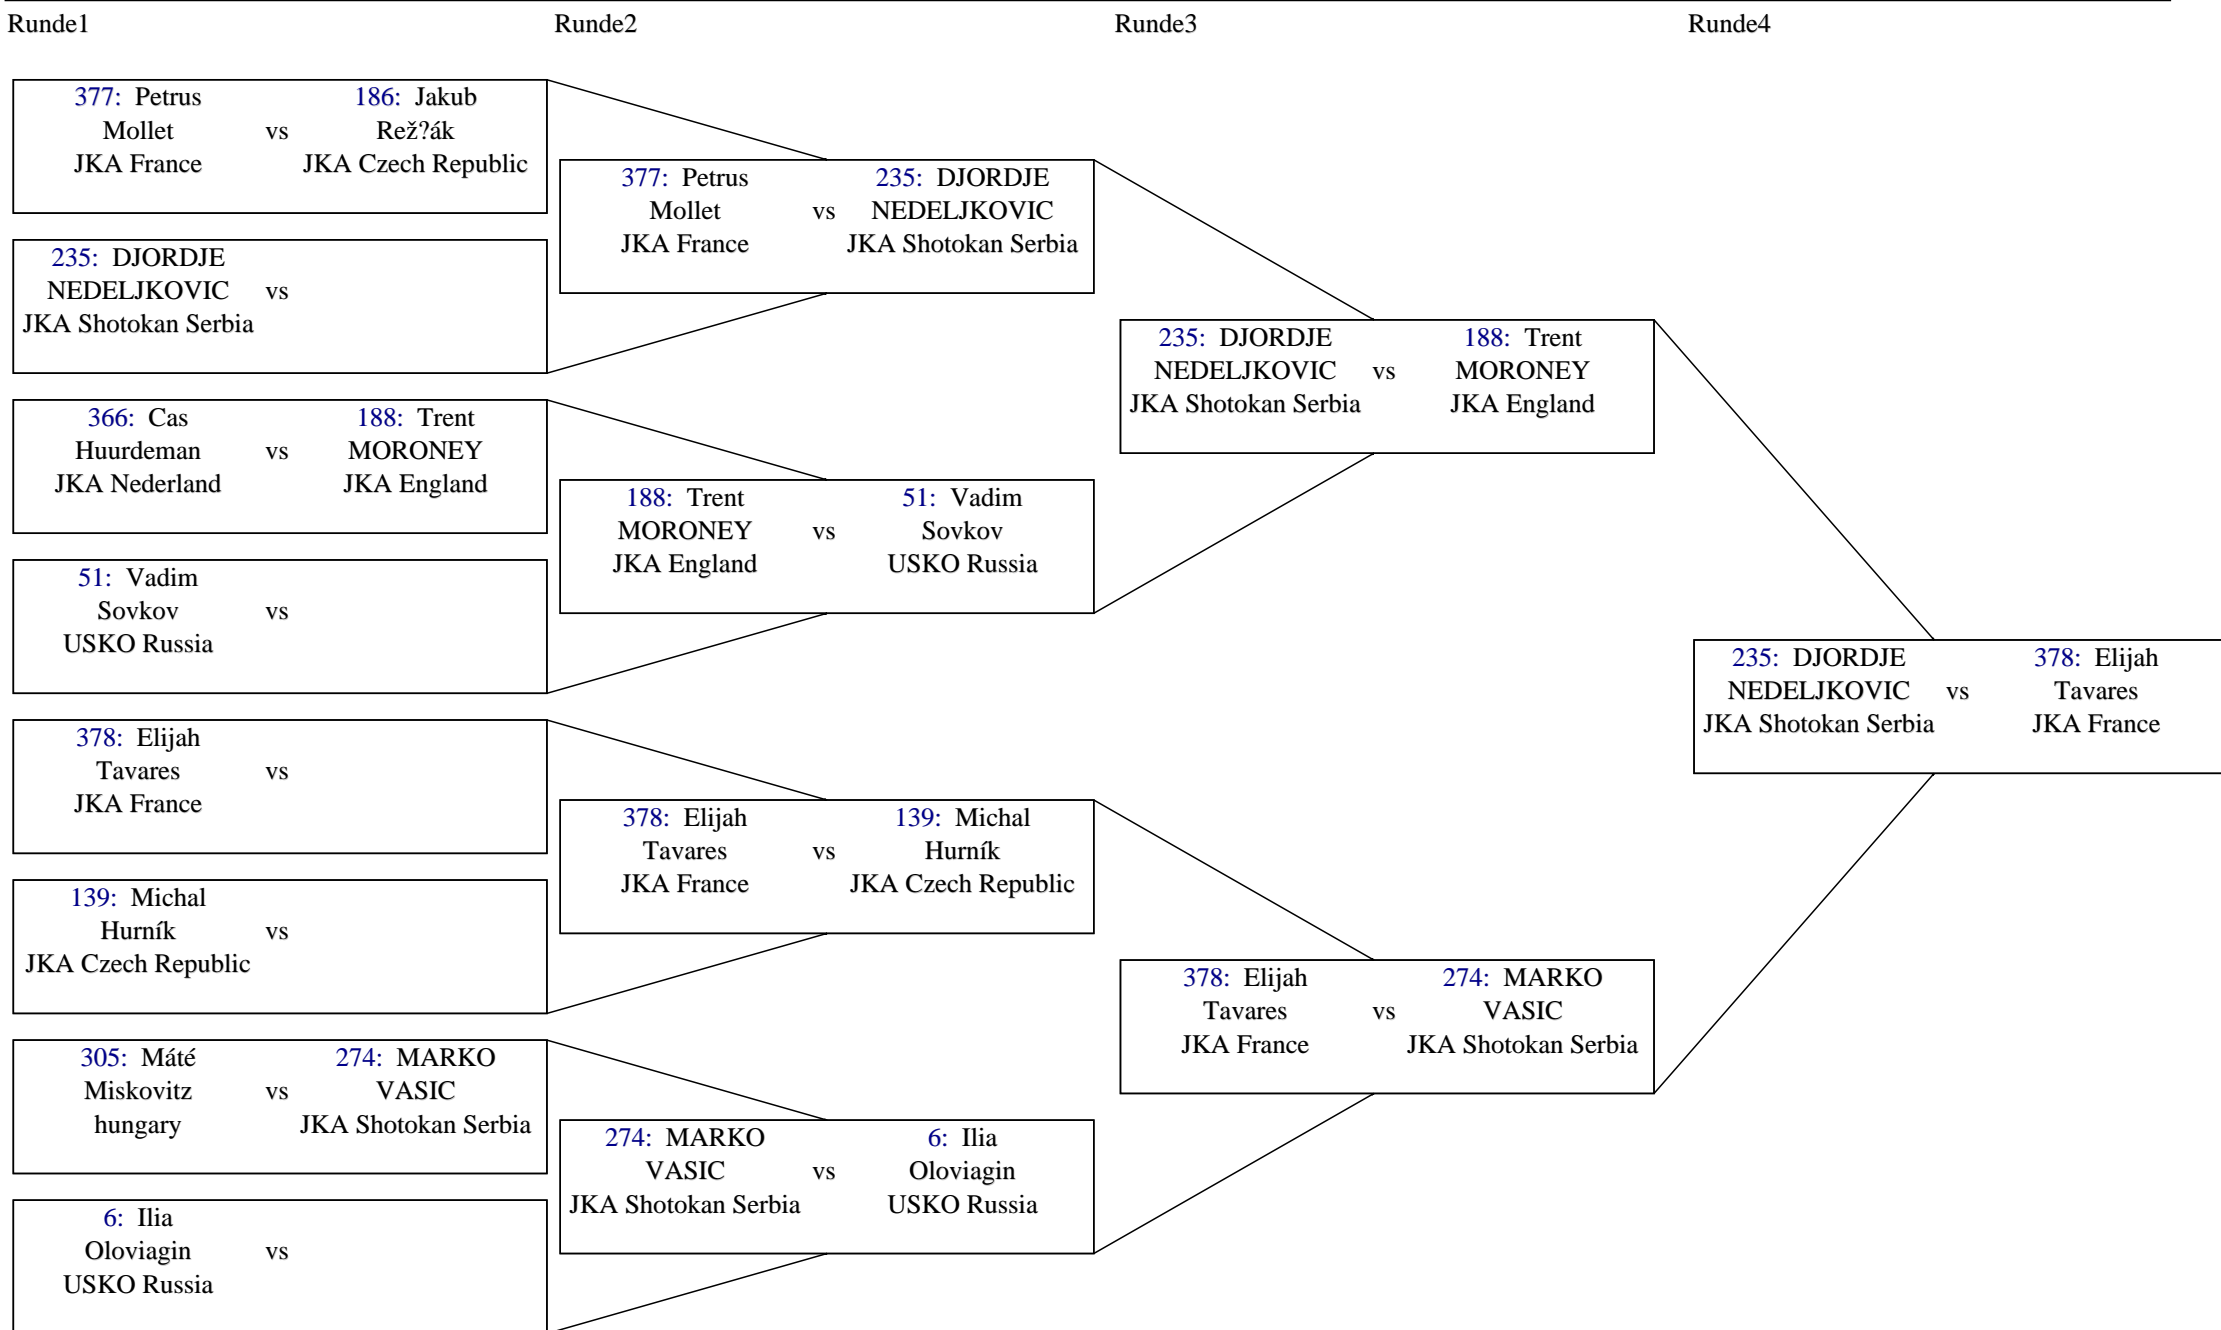 Runde1 Runde2 Runde3 Runde4
377: Petrus 186: Jakub
Mollet vs Rež?ák
JKA France JKA Czech Republic
235: DJORDJE
NEDELJKOVIC vs
JKA Shotokan Serbia
366: Cas 188: Trent
Huurdeman vs MORONEY
JKA Nederland JKA England
51: Vadim
Sovkov vs
USKO Russia
378: Elijah
Tavares vs
JKA France
139: Michal
Hurník vs
JKA Czech Republic
305: Máté 274: MARKO
Miskovitz vs VASIC
hungary JKA Shotokan Serbia
6: Ilia
Oloviagin vs
USKO Russia
377: Petrus 235: DJORDJE
Mollet vs NEDELJKOVIC
JKA France JKA Shotokan Serbia
188: Trent 51: Vadim
MORONEY vs Sovkov
JKA England USKO Russia
378: Elijah 139: Michal
Tavares vs Hurník
JKA France JKA Czech Republic
274: MARKO 6: Ilia
VASIC vs Oloviagin
JKA Shotokan Serbia USKO Russia
235: DJORDJE 188: Trent
NEDELJKOVIC vs MORONEY
JKA Shotokan Serbia JKA England
378: Elijah 274: MARKO
Tavares vs VASIC
JKA France JKA Shotokan Serbia
235: DJORDJE 378: Elijah
NEDELJKOVIC vs Tavares
JKA Shotokan Serbia JKA France